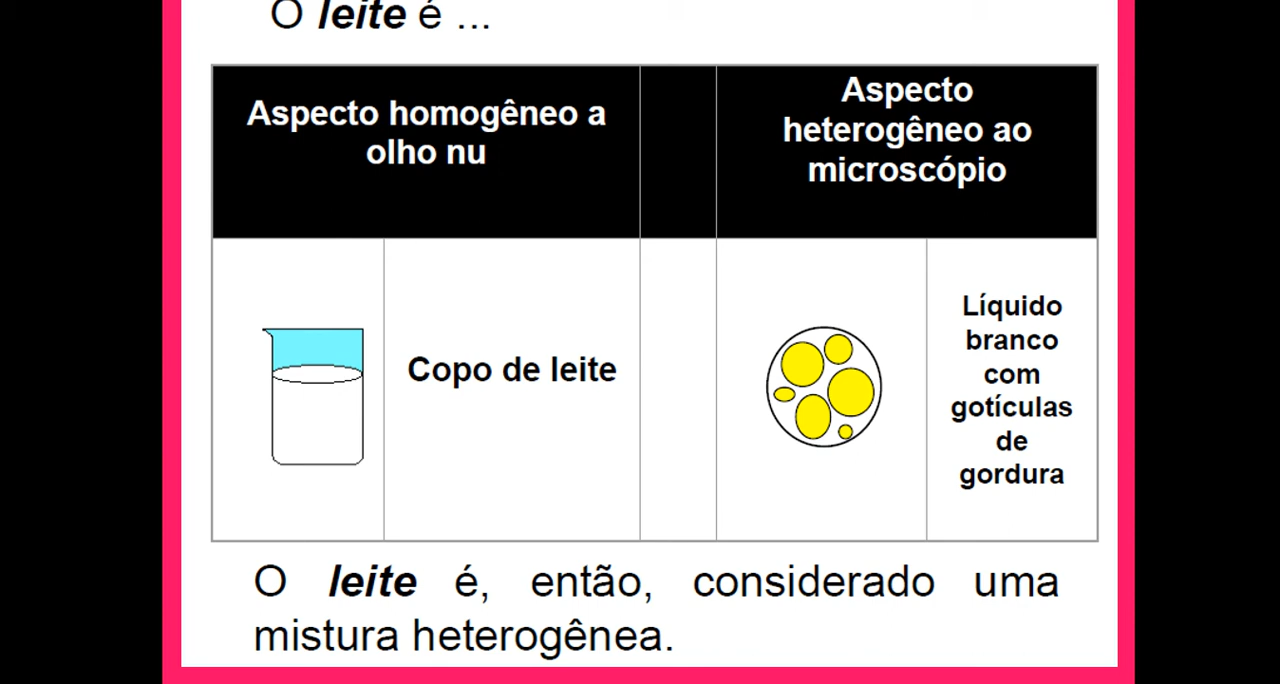 O leite é ...
Aspecto homogêneo a
olho nu
Aspecto
heterogêneo ao
microscópio
Copo de leite
Líquido
branco
com
gotículas
de
gordura
O leite é, então, considerado uma
mistura heterogênea.